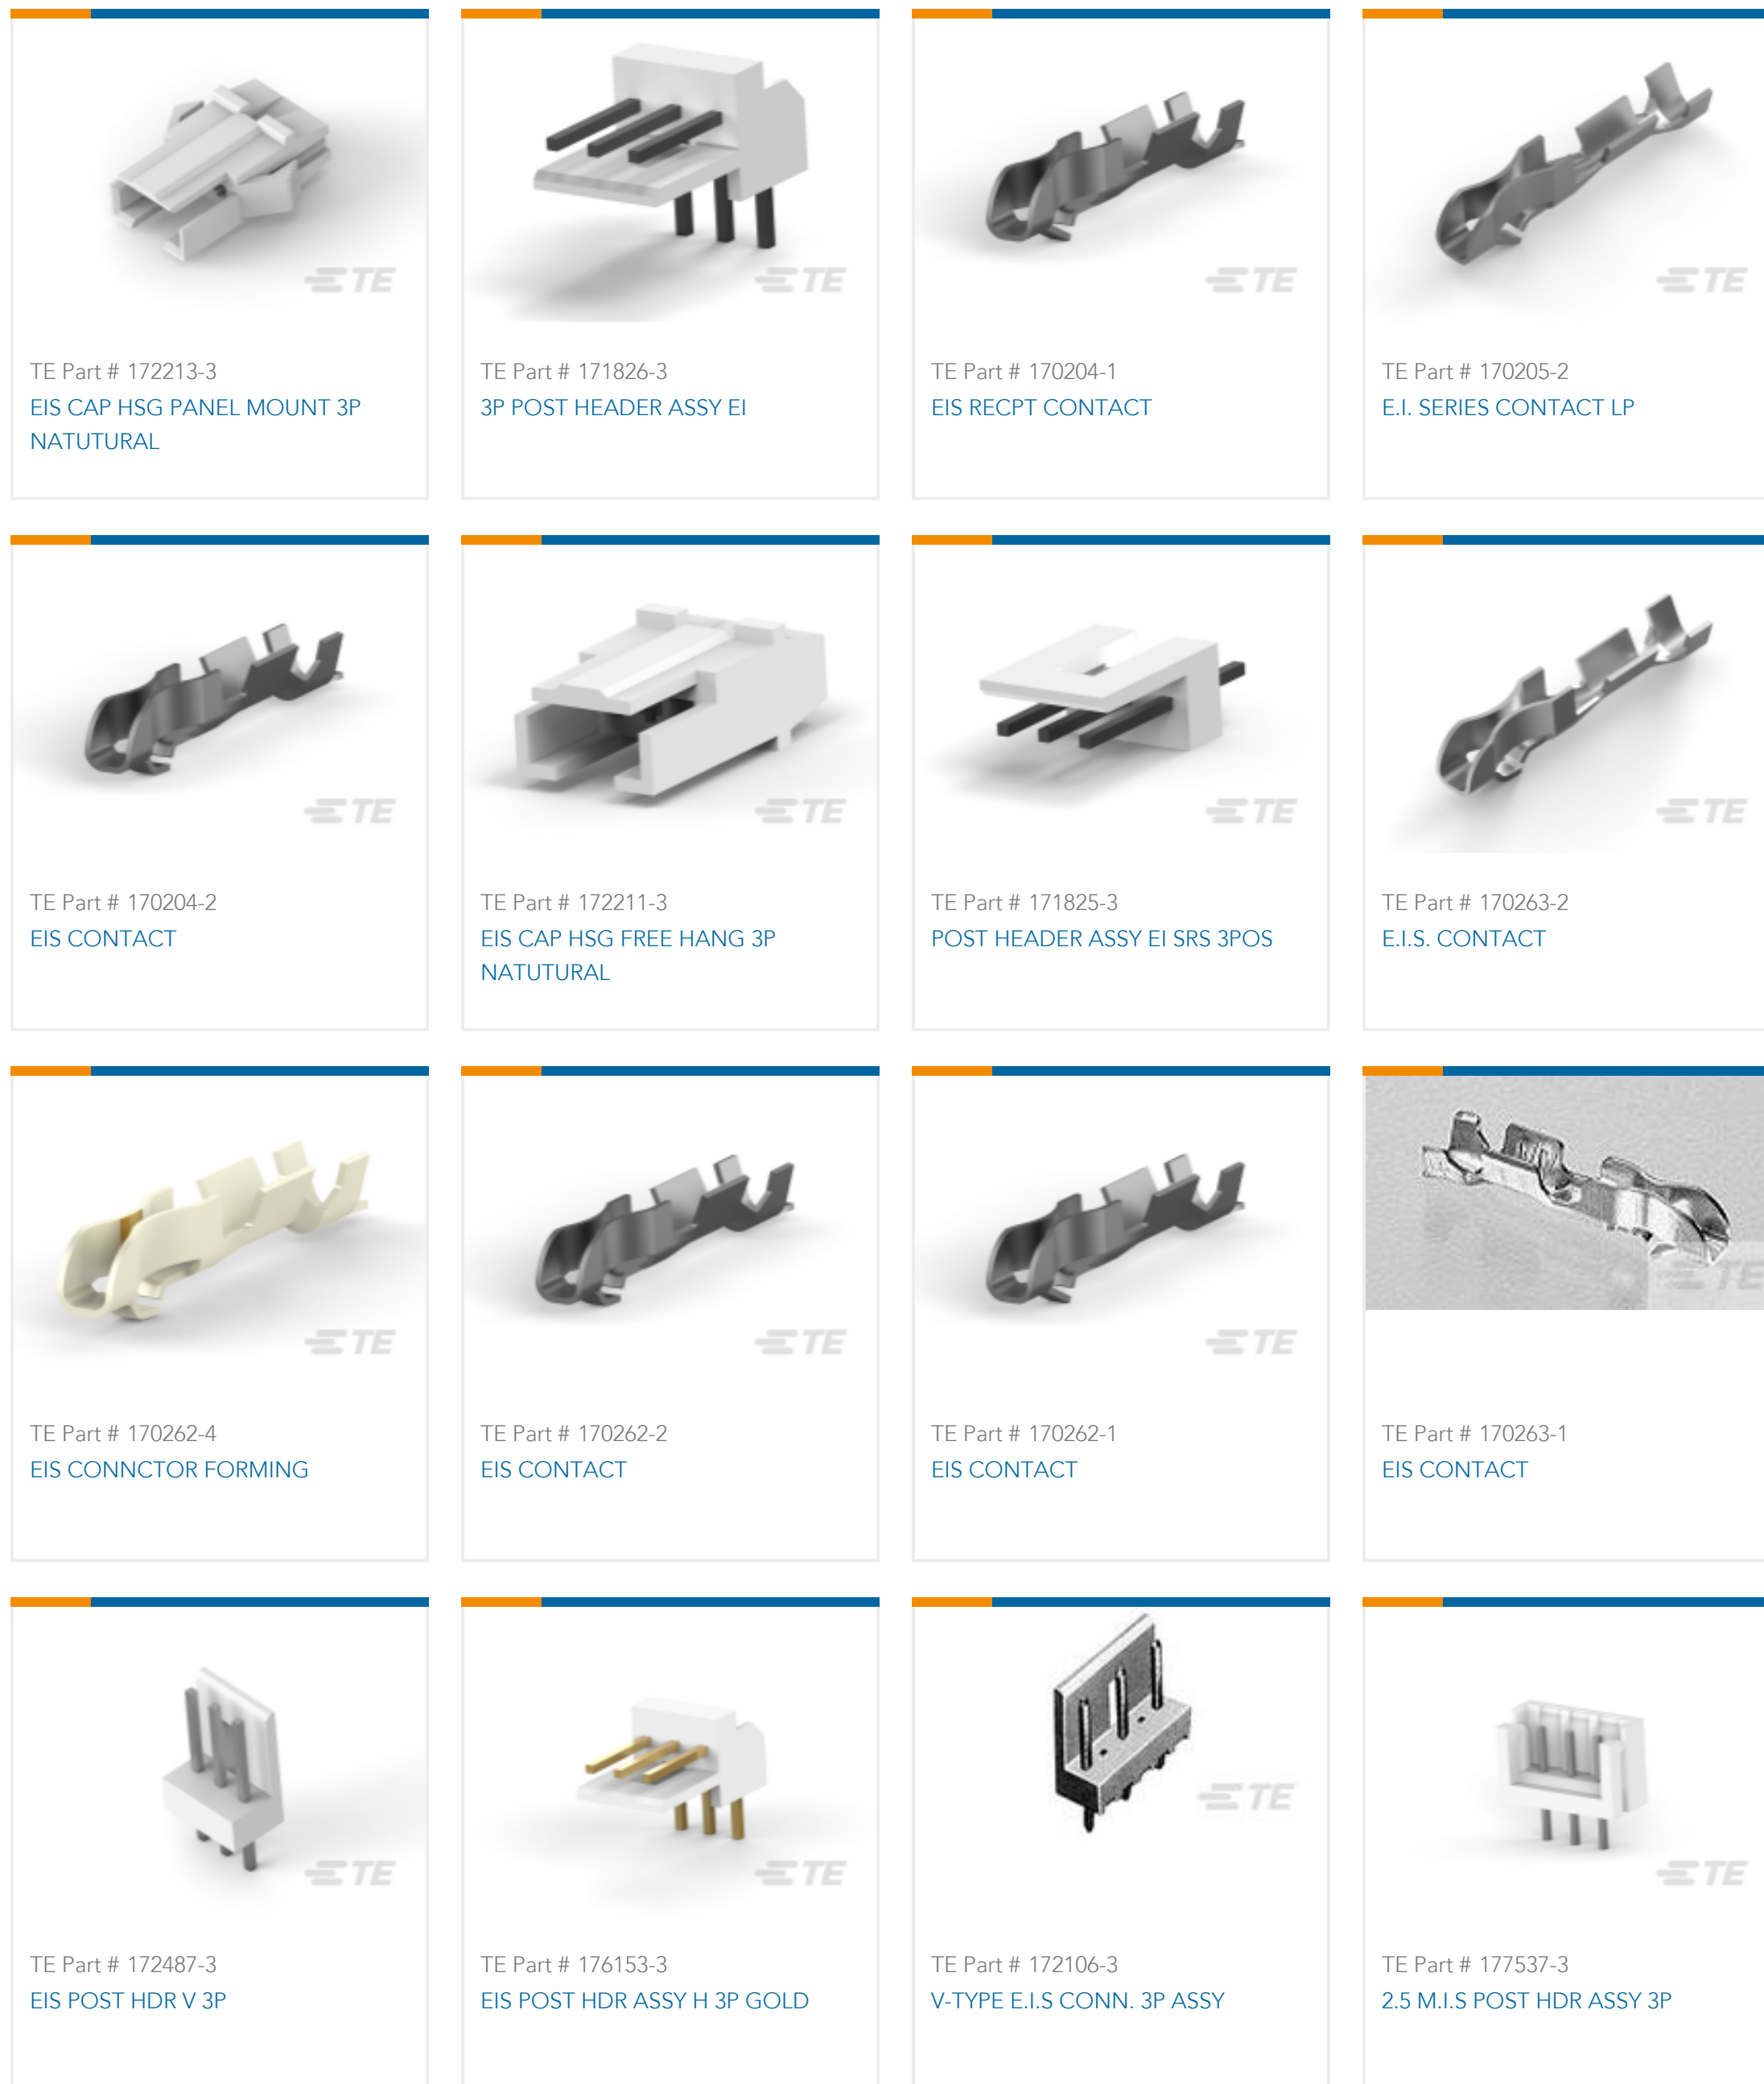 TE
TE
TE
TE
TE Part # 172213-3
EIS CAP HSG PANEL MOUNT 3P
NATUTURAL
TE Part # 171826-3
3P POST HEADER ASSY EI
TE Part # 170204-1
EIS RECPT CONTACT
TE Part # 170205-2
E.I. SERIES CONTACT LP
TE
TE
TE
TE
TE Part # 170204-2
EIS CONTACT
TE Part # 172211-3
EIS CAP HSG FREE HANG 3P
NATUTURAL
TE Part # 171825-3
POST HEADER ASSY EI SRS 3POS
TE Part # 170263-2
E.I.S. CONTACT
TE
TE
TE
TE
TE Part # 170262-4
EIS CONNCTOR FORMING
TE Part # 170262-2
EIS CONTACT
TE Part # 170262-1
EIS CONTACT
TE Part # 170263-1
EIS CONTACT
TE
TE
TE
TE
TE Part # 172487-3
EIS POST HDR V 3P
TE Part # 176153-3
EIS POST HDR ASSY H 3P GOLD
TE Part # 172106-3
V-TYPE E.I.S CONN. 3P ASSY
TE Part # 177537-3
2.5 M.I.S POST HDR ASSY 3P